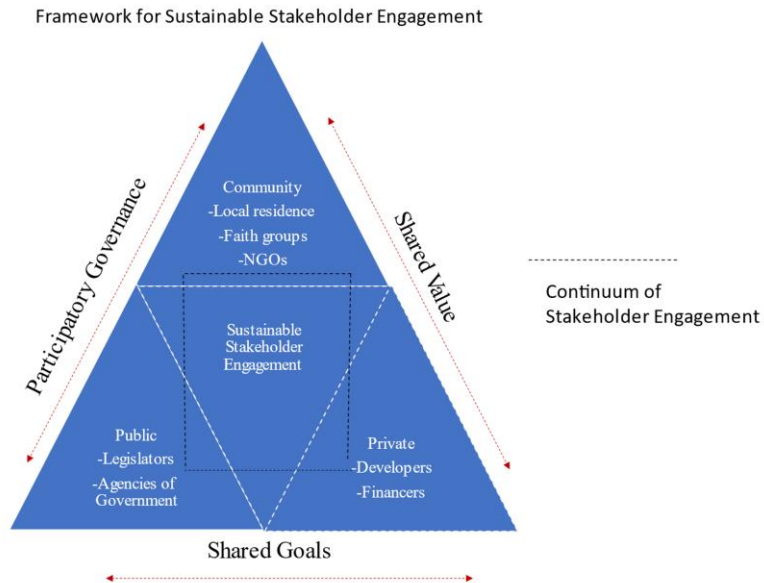 Framework for Sustainable Stakeholder Engagement
Community
-Local residence
-Faith groups
-NGOs
Participatory Governance
Shared Value
Continuum of
Stakeholder Engagement
Sustainable
Stakeholder
Engagement
Public
-Legislators
-Agencies of
Government
Private
-Developers
-Financers
Shared Goals